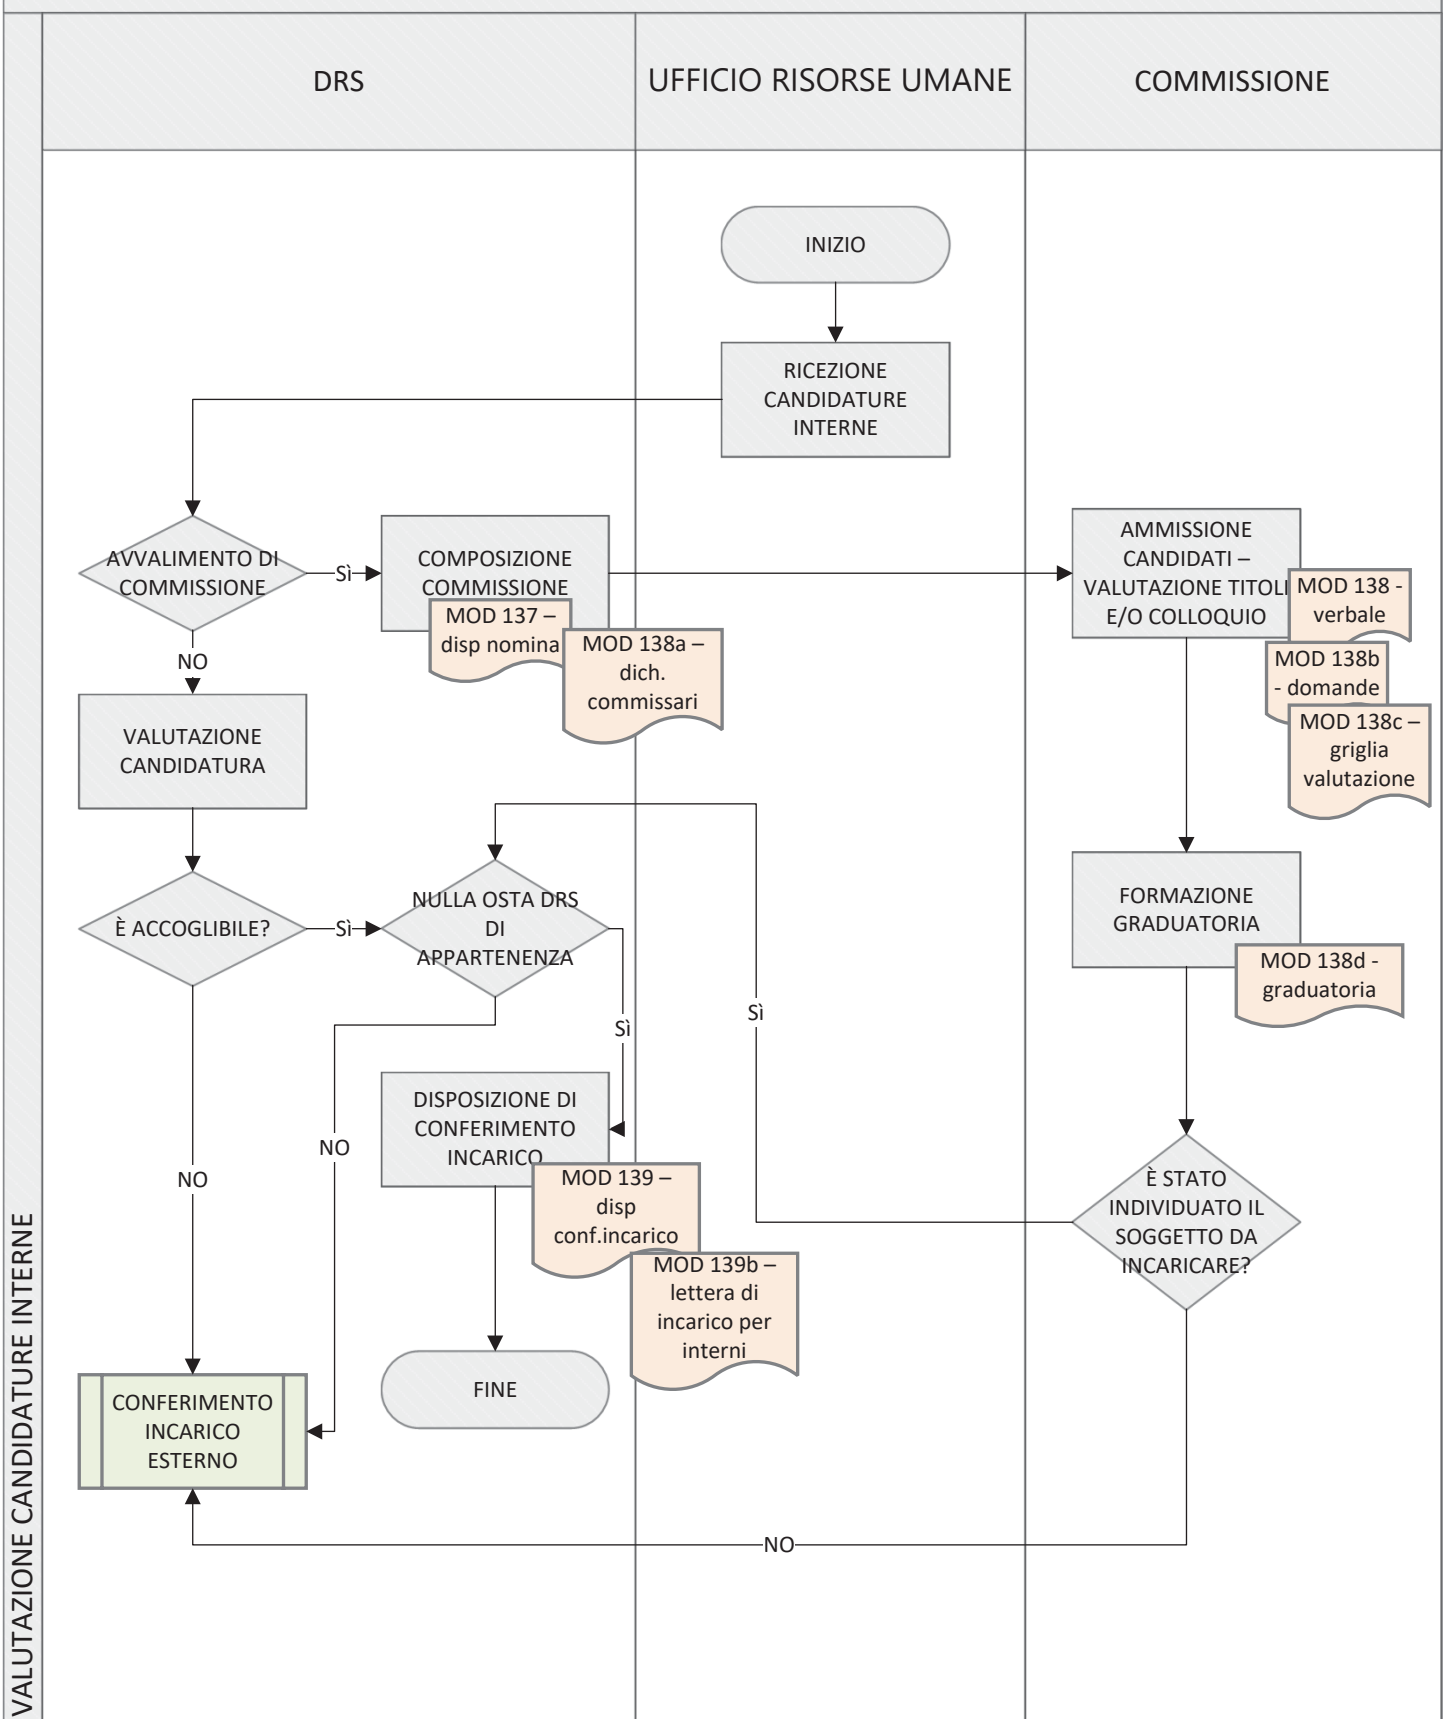 DRS
UFFICIO RISORSE UMANE
COMMISSIONE
INIZIO
RICEZIONE
CANDIDATURE
INTERNE
AVVALIMENTO DI
COMMISSIONE
Sì
COMPOSIZIONE
COMMISSIONE
MOD 137 –
disp nomina
MOD 138a –
dich.
commissari
AMMISSIONE
CANDIDATI –
VALUTAZIONE TITOLI
E/O COLLOQUIO
MOD 138 -
verbale
MOD 138b
- domande
MOD 138c –
griglia
valutazione
NO
VALUTAZIONE
CANDIDATURA
È ACCOGLIBILE?
Sì
NULLA OSTA DRS
DI
APPARTENENZA
FORMAZIONE
GRADUATORIA
MOD 138d -
graduatoria
Sì
Sì
NO
NO
DISPOSIZIONE DI
CONFERIMENTO
INCARICO
MOD 139 –
disp
conf.incarico
MOD 139b –
lettera di
incarico per
interni
È STATO
INDIVIDUATO IL
SOGGETTO DA
INCARICARE?
CONFERIMENTO
INCARICO
ESTERNO
FINE
NO
VALUTAZIONE CANDIDATURE INTERNE